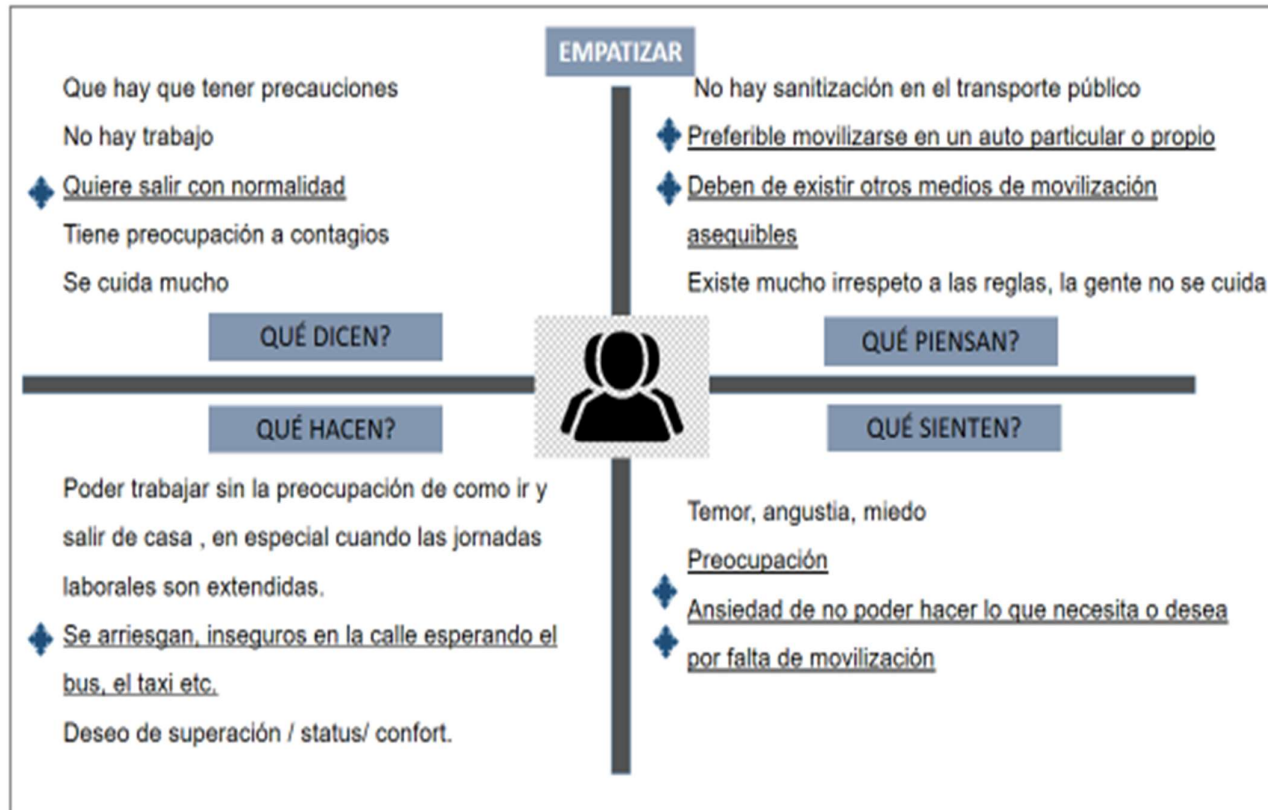 EMPATIZAR
Que hay que tener precauciones
No hay trabajo
Quiere salir con normalidad
Tiene preocupación a contagios
Se cuida mucho
QUÉ DICEN?
No hay sanitización en el transporte público
Preferible movilizarse en un auto particular o propio
Deben de existir otros medios de movilización
asequibles
Existe mucho irrespeto a las reglas, la gente no se cuida
QUÉ PIENSAN?
QUÉ HACEN?
Poder trabajar sin la preocupación de como ir y
salir de casa , en especial cuando las jornadas
laborales son extendidas.
Se arriesgan, inseguros en la calle esperando el
bus, el taxi etc.
Deseo de superación / status/ confort.
QUÉ SIENTEN?
Temor, angustia, miedo
Preocupación
Ansiedad de no poder hacer lo que necesita o desea
por falta de movilización